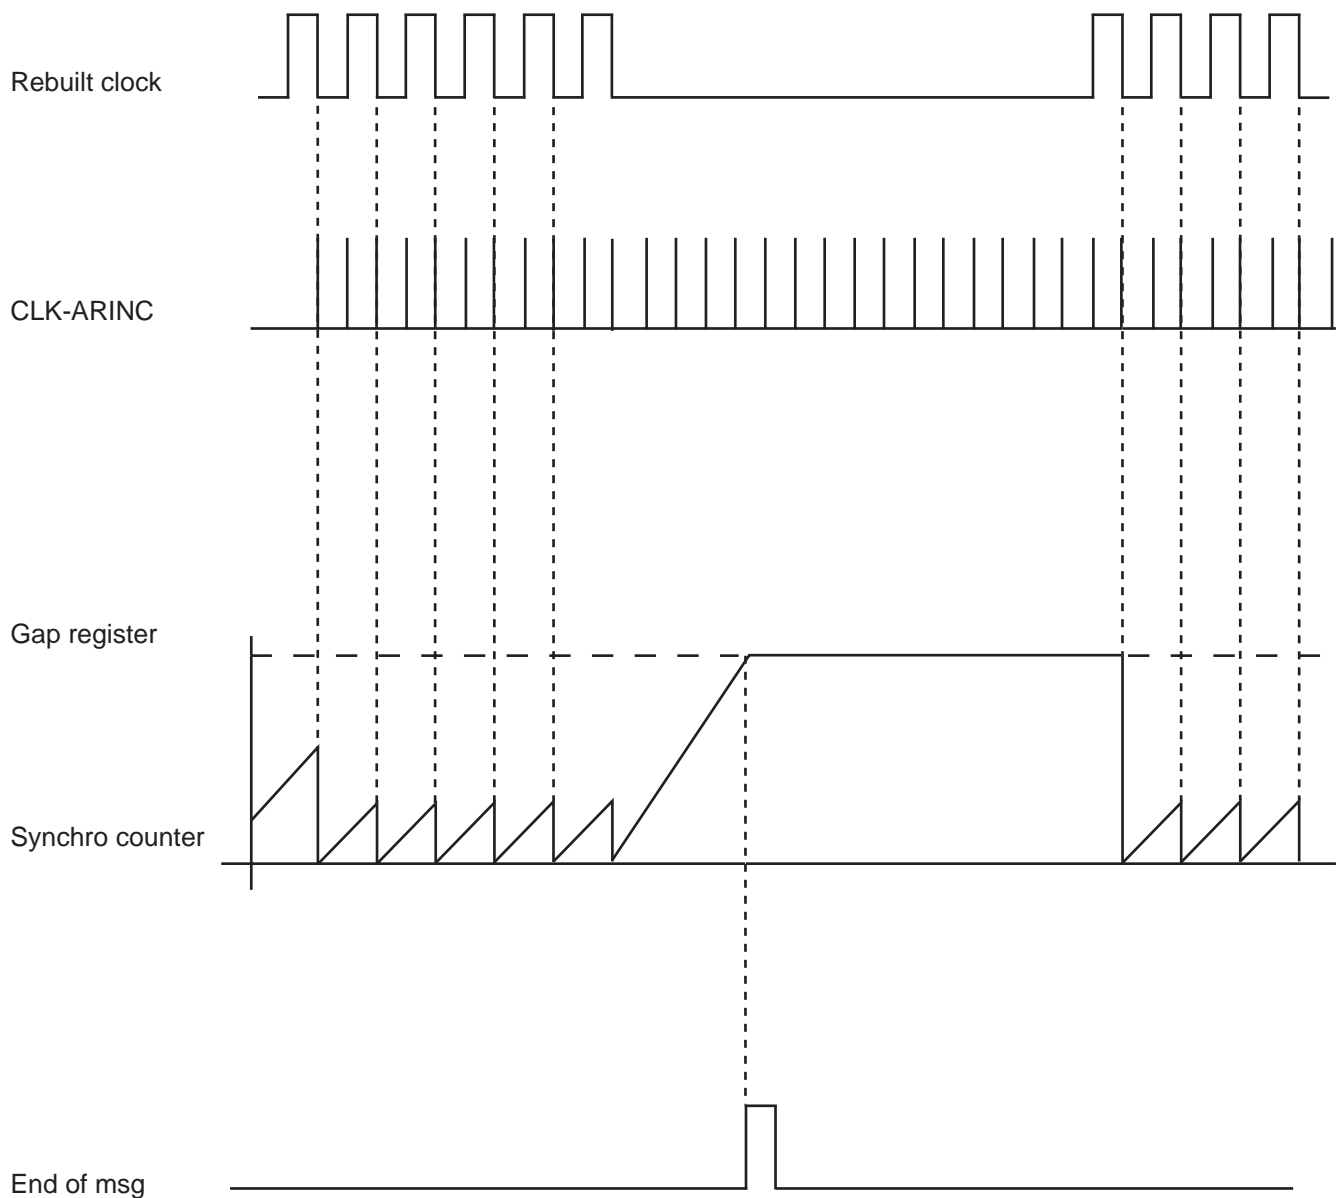 Rebuilt clock
CLK-ARINC
Gap register
Synchro counter
End of msg